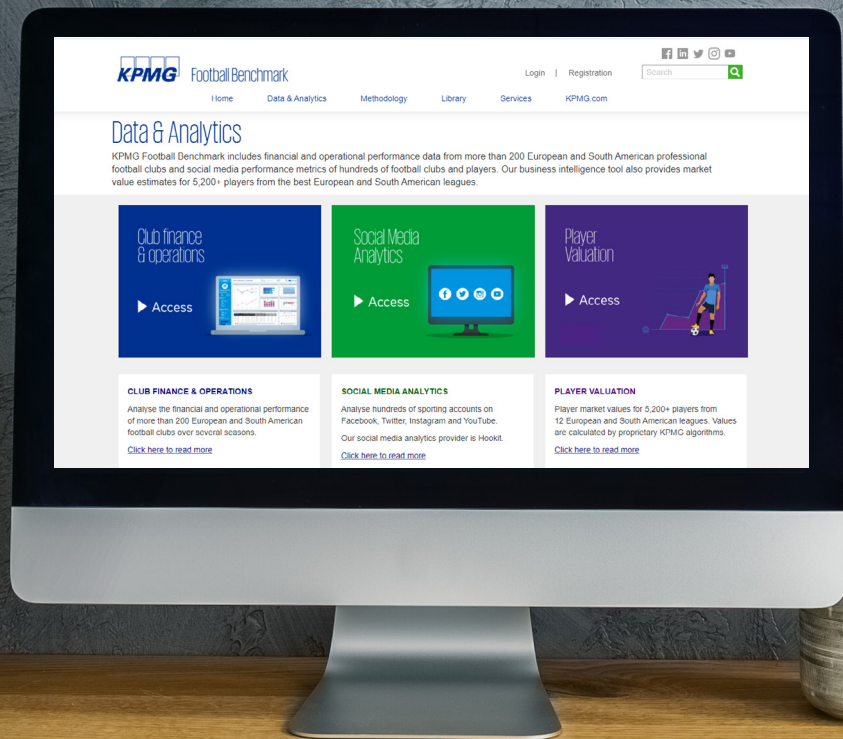 KPMG Football Benchmark
Login | Registration
Search
Home Data & Analytics Methodology Library Services KPMG.com
Data & Analytics
KPMG Football Benchmark includes financial and operational performance data from more than 200 European and South American professional
football clubs and social media performance metrics of hundreds of football clubs and players. Our business intelligence tool also provides market
value estimates for 5,200+ players from the best European and South American leagues.
Club finance
& operations
Access
Social Media
Analytics
Access
Player
Valuation
Access
CLUB FINANCE & OPERATIONS
Analyse the financial and operational performance
of more than 200 European and South American
football clubs over several seasons.
Click here to read more
SOCIAL MEDIA ANALYTICS
Analyse hundreds of sporting accounts on
Facebook, Twitter, Instagram and YouTube.
Our social media analytics provider is Hookit.
Click here to read more
PLAYER VALUATION
Player market values for 5,200+ players from
12 European and South American leagues. Values
are calculated by proprietary KPMG algorithms.
Click here to read more